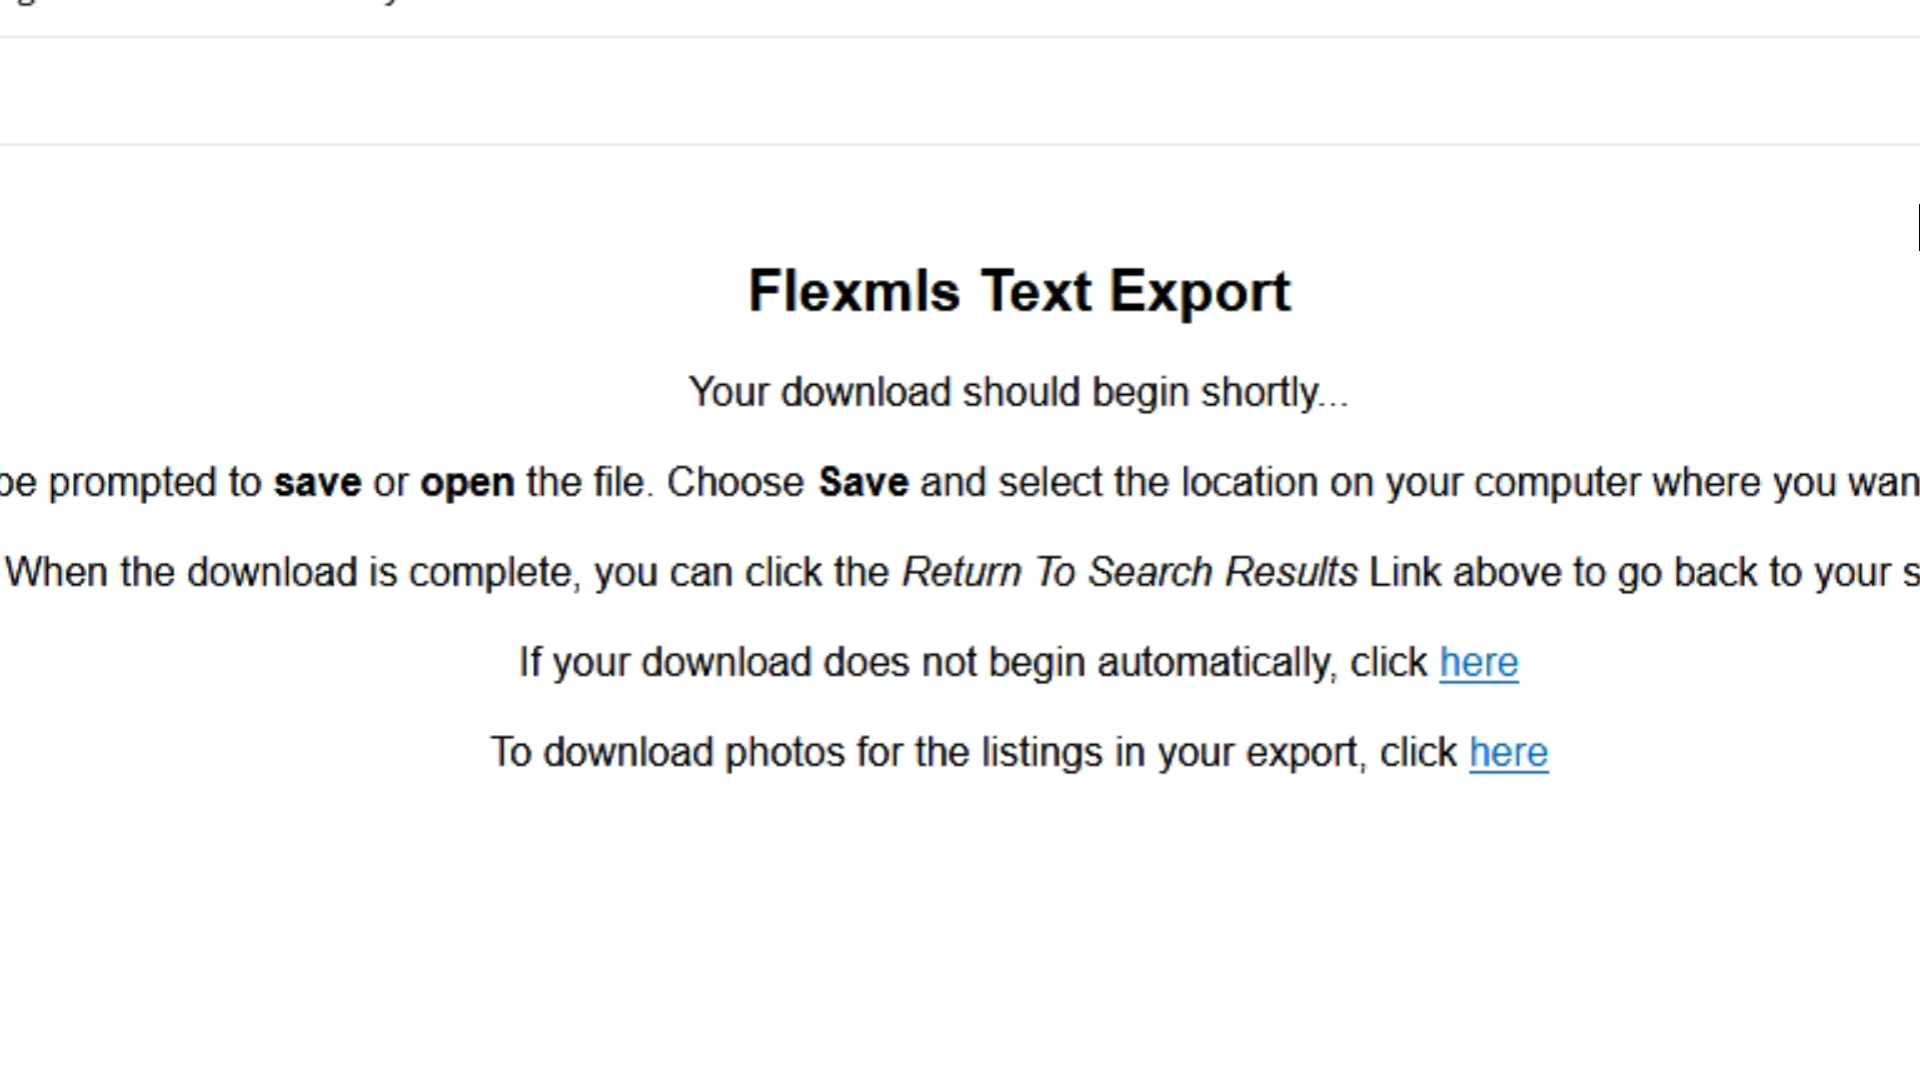 Flexmls Text Export
Your download should begin shortly...
be prompted to save or open the file. Choose Save and select the location on your computer where you wan
When the download is complete, you can click the Return To Search Results Link above to go back to your s
If your download does not begin automatically, click here
To download photos for the listings in your export, click here